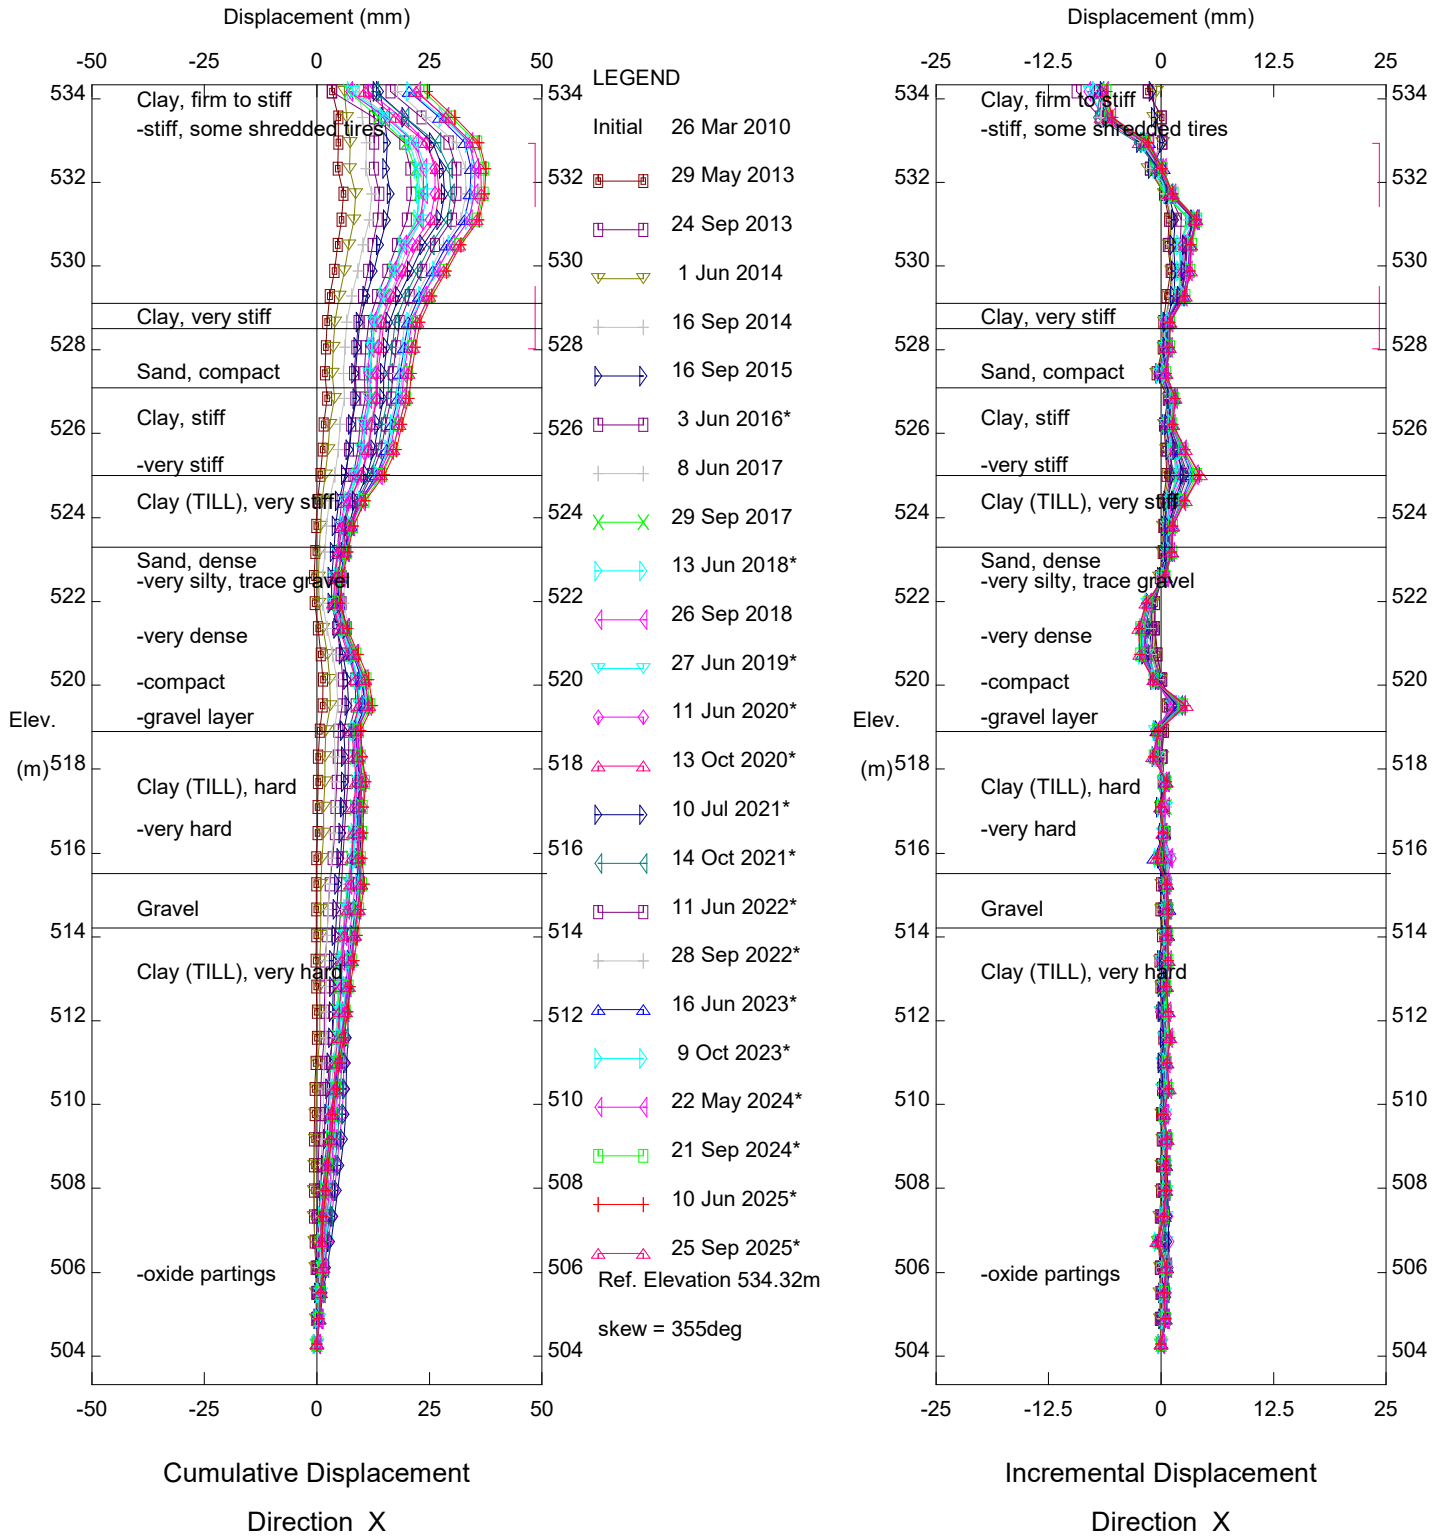 Displacement (mm)
-50 -25 0 25 50
534 534
Clay, firm to stiff
-stiff, some shredded tires
532 532
530 530
Clay, very stiff
528 528
Sand, compact
Clay, stiff
526 526
-very stiff
Clay (TILL), very stiff
524 524
Sand, dense
-very silty, trace gravel
522 522
-very dense
520 520
-compact
Elev.
-gravel layer
(m)
518 518
Clay (TILL), hard
-very hard
516 516
Gravel
514 514
Clay (TILL), very hard
512 512
510 510
508 508
506 506
-oxide partings
504 504
-50 -25 0 25 50
Cumulative Displacement
Direction X
LEGEND
Initial 26 Mar 2010
29 May 2013
24 Sep 2013
1 Jun 2014
16 Sep 2014
16 Sep 2015
3 Jun 2016*
8 Jun 2017
29 Sep 2017
13 Jun 2018*
26 Sep 2018
27 Jun 2019*
11 Jun 2020*
13 Oct 2020*
10 Jul 2021*
14 Oct 2021*
11 Jun 2022*
28 Sep 2022*
16 Jun 2023*
9 Oct 2023*
22 May 2024*
21 Sep 2024*
10 Jun 2025*
25 Sep 2025*
Ref. Elevation 534.32m
skew = 355deg
Displacement (mm)
-25 -12.5 0 12.5 25
534 534
Clay, firm to stiff
-stiff, some shredded tires
532 532
530 530
Clay, very stiff
528 528
Sand, compact
Clay, stiff
526 526
-very stiff
Clay (TILL), very stiff
524 524
Sand, dense
-very silty, trace gravel
522 522
-very dense
520 520
-compact
Elev.
-gravel layer
(m)
518 518
Clay (TILL), hard
-very hard
516 516
Gravel
514 514
Clay (TILL), very hard
512 512
510 510
508 508
506 506
-oxide partings
504 504
-25 -12.5 0 12.5 25
Incremental Displacement
Direction X